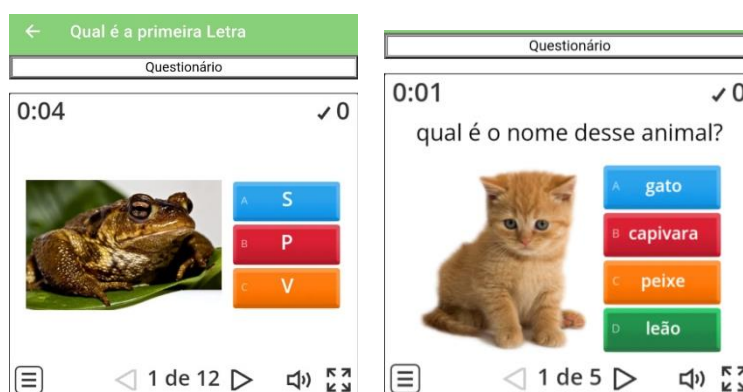 Qual é a primeira Letra
Questionário
0:04
✓ 0
A S
B P
C V
1 de 12
Questionário
0:01
✓ 0
qual é o nome desse animal?
A gato
B capivara
C peixe
D leão
1 de 5